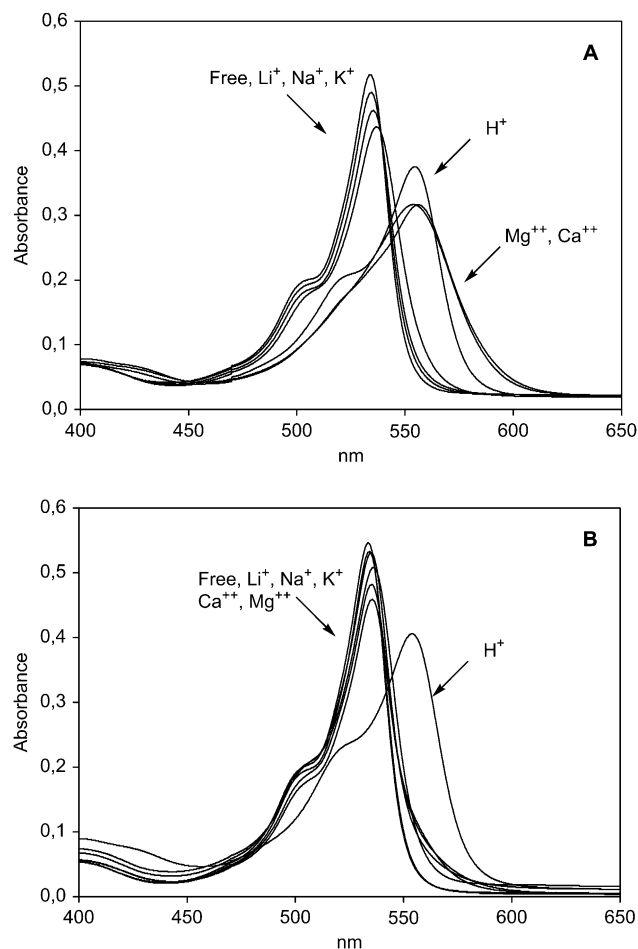 A
0,6
0,5
0,4
0,3
0,2
0,1
0,0
Absorbance
Free, Li⁺, Na⁺, K⁺
H⁺
Mg⁺⁺, Ca⁺⁺
400
450
500
550
600
650
nm
B
0,6
0,5
0,4
0,3
0,2
0,1
0,0
Absorbance
Free, Li⁺, Na⁺, K⁺
Ca⁺⁺, Mg⁺⁺
H⁺
400
450
500
550
600
650
nm